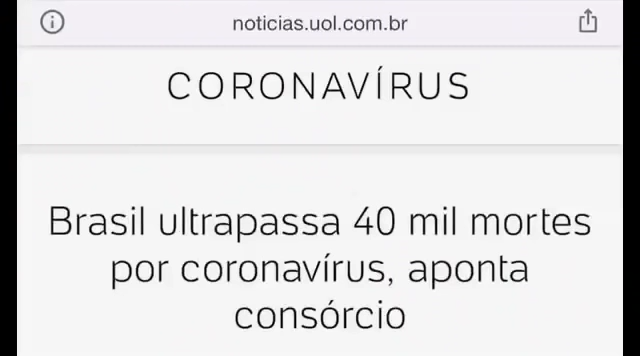 noticias.uol.com.br
CORONAVÍRUS
Brasil ultrapassa 40 mil mortes
por coronavírus, aponta
consórcio